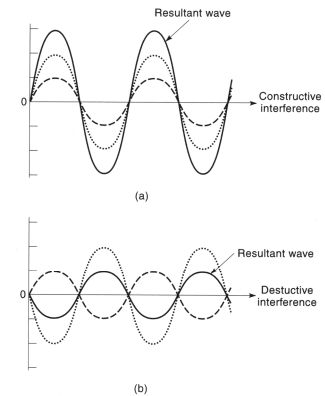 Resultant wave
0
Constructive
interference
(a)
Resultant wave
0
Destuctive
interference
(b)